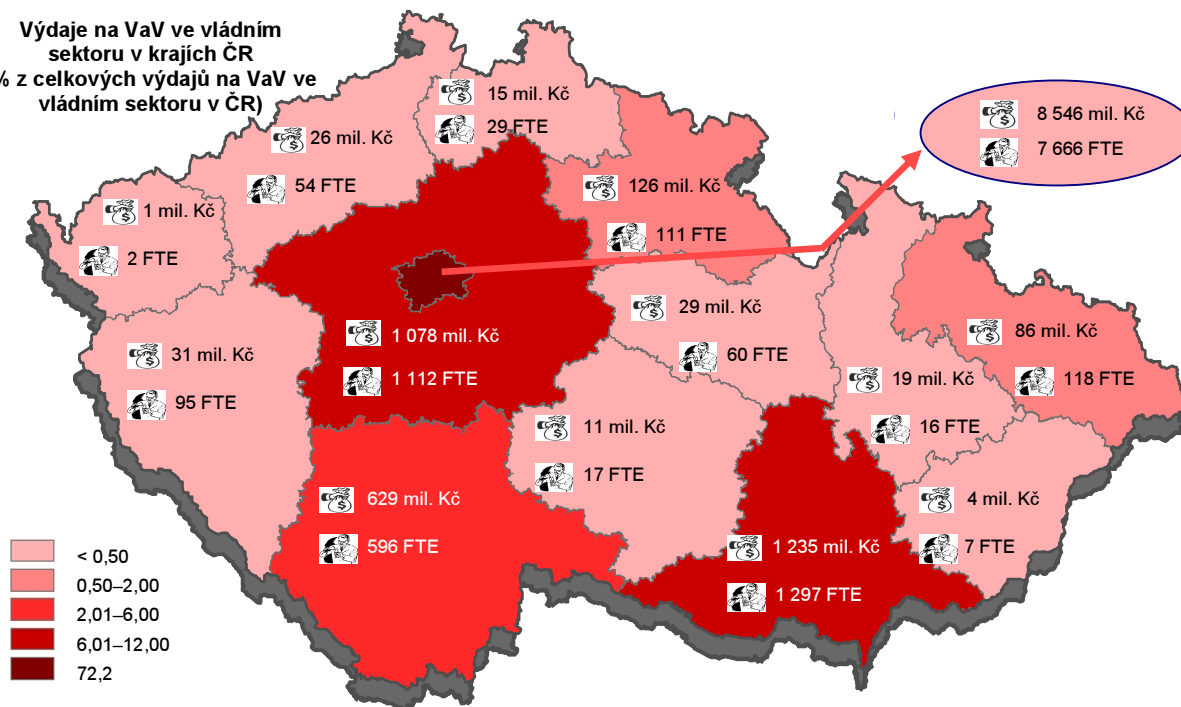 Výdaje na VaV ve vládním
sektoru v krajích ČR
% z celkových výdajů na VaV ve
vládním sektoru v ČR)
15 mil. Kč
29 FTE
8 546 mil. Kč
7 666 FTE
26 mil. Kč
54 FTE
126 mil. Kč
111 FTE
1 mil. Kč
2 FTE
29 mil. Kč
60 FTE
1 078 mil. Kč
1 112 FTE
86 mil. Kč
118 FTE
31 mil. Kč
95 FTE
19 mil. Kč
16 FTE
11 mil. Kč
17 FTE
629 mil. Kč
596 FTE
4 mil. Kč
7 FTE
1 235 mil. Kč
1 297 FTE
< 0,50
0,50–2,00
2,01–6,00
6,01–12,00
72,2